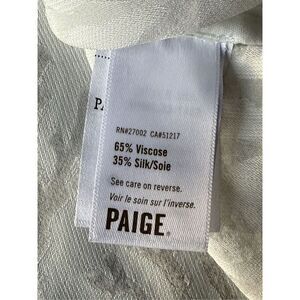 RN#27002 CA#51217
65% Viscose
35% Silk/Soie
See care on reverse.
Voir le soin sur l'inverse.
PAIGE®